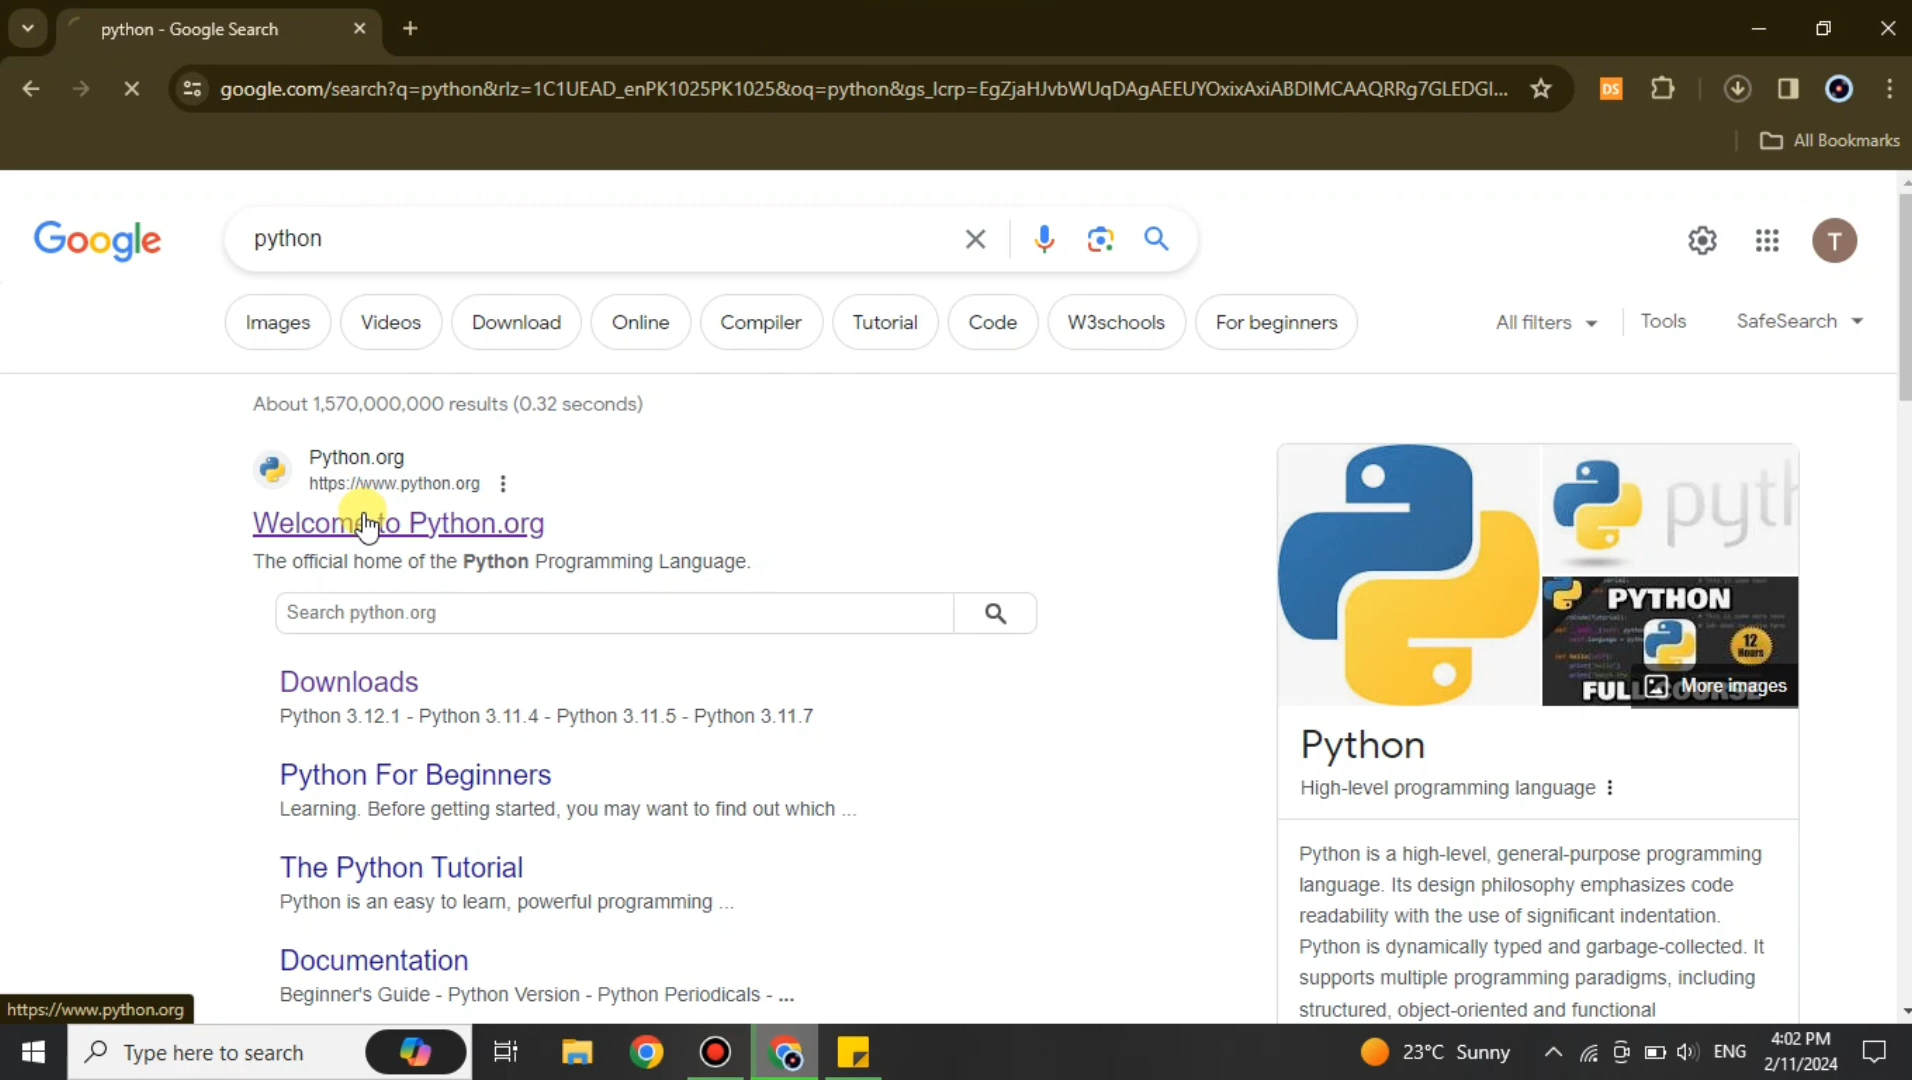 python - Google Search
google.com/search?q=python&rlz=1C1UEAD_enPK1025PK1025&oq=python&gs_lcrp=EgZjaHJvbWUqDAgAEEUYOxixAxiABDIMCAAQRRg7GLEDGI...
DS
All Bookmarks
Google
python
T
Images
Videos
Download
Online
Compiler
Tutorial
Code
W3schools
For beginners
All filters
Tools
SafeSearch
About 1,570,000,000 results (0.32 seconds)
Python.org
https://www.python.org
Welcome to Python.org
The official home of the Python Programming Language.
Search python.org
Downloads
Python 3.12.1 - Python 3.11.4 - Python 3.11.5 - Python 3.11.7
Python For Beginners
Learning. Before getting started, you may want to find out which ...
The Python Tutorial
Python is an easy to learn, powerful programming ...
Documentation
Beginner's Guide - Python Version - Python Periodicals - ...
pyth
PYTHON
12
Hours
FULL COURSE
More images
Python
High-level programming language
Python is a high-level, general-purpose programming
language. Its design philosophy emphasizes code
readability with the use of significant indentation.
Python is dynamically typed and garbage-collected. It
supports multiple programming paradigms, including
structured, object-oriented and functional
https://www.python.org
Type here to search
23°C Sunny
ENG
4:02 PM
2/11/2024